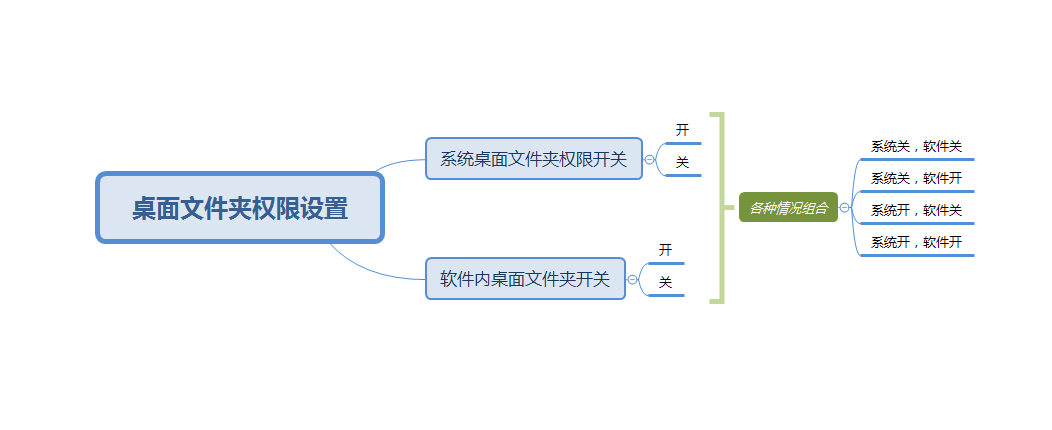 桌面文件夹权限设置
系统桌面文件夹权限开关
开
关
软件内桌面文件夹开关
开
关
各种情况组合
系统关，软件关
系统关，软件开
系统开，软件关
系统开，软件开